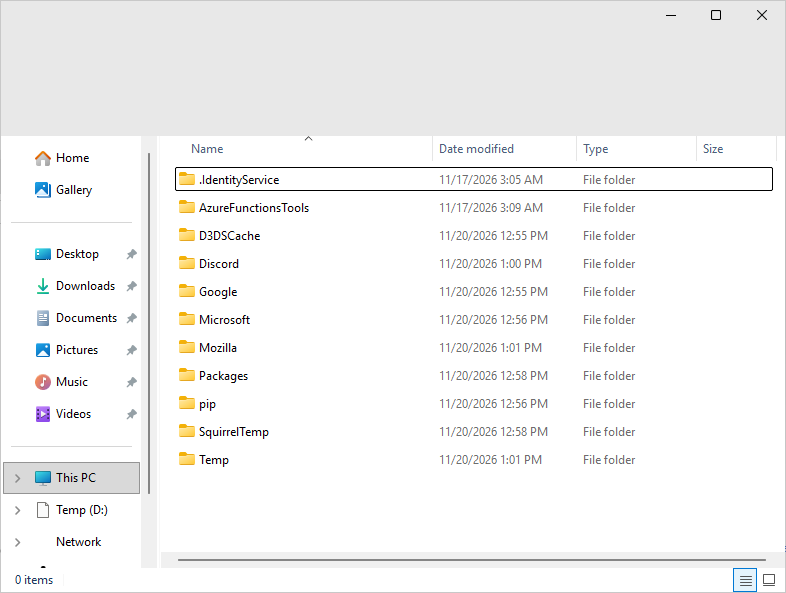 Name Date modified Type Size
Home
Gallery
Desktop
Downloads
Documents
Pictures
Music
Videos
This PC
Temp (D:)
Network
.IdentityService 11/17/2026 3:05 AM File folder
AzureFunctionsTools 11/17/2026 3:09 AM File folder
D3DSCache 11/20/2026 12:55 PM File folder
Discord 11/20/2026 1:00 PM File folder
Google 11/20/2026 12:55 PM File folder
Microsoft 11/20/2026 12:56 PM File folder
Mozilla 11/20/2026 1:01 PM File folder
Packages 11/20/2026 12:58 PM File folder
pip 11/20/2026 12:56 PM File folder
SquirrelTemp 11/20/2026 12:58 PM File folder
Temp 11/20/2026 1:01 PM File folder
0 items